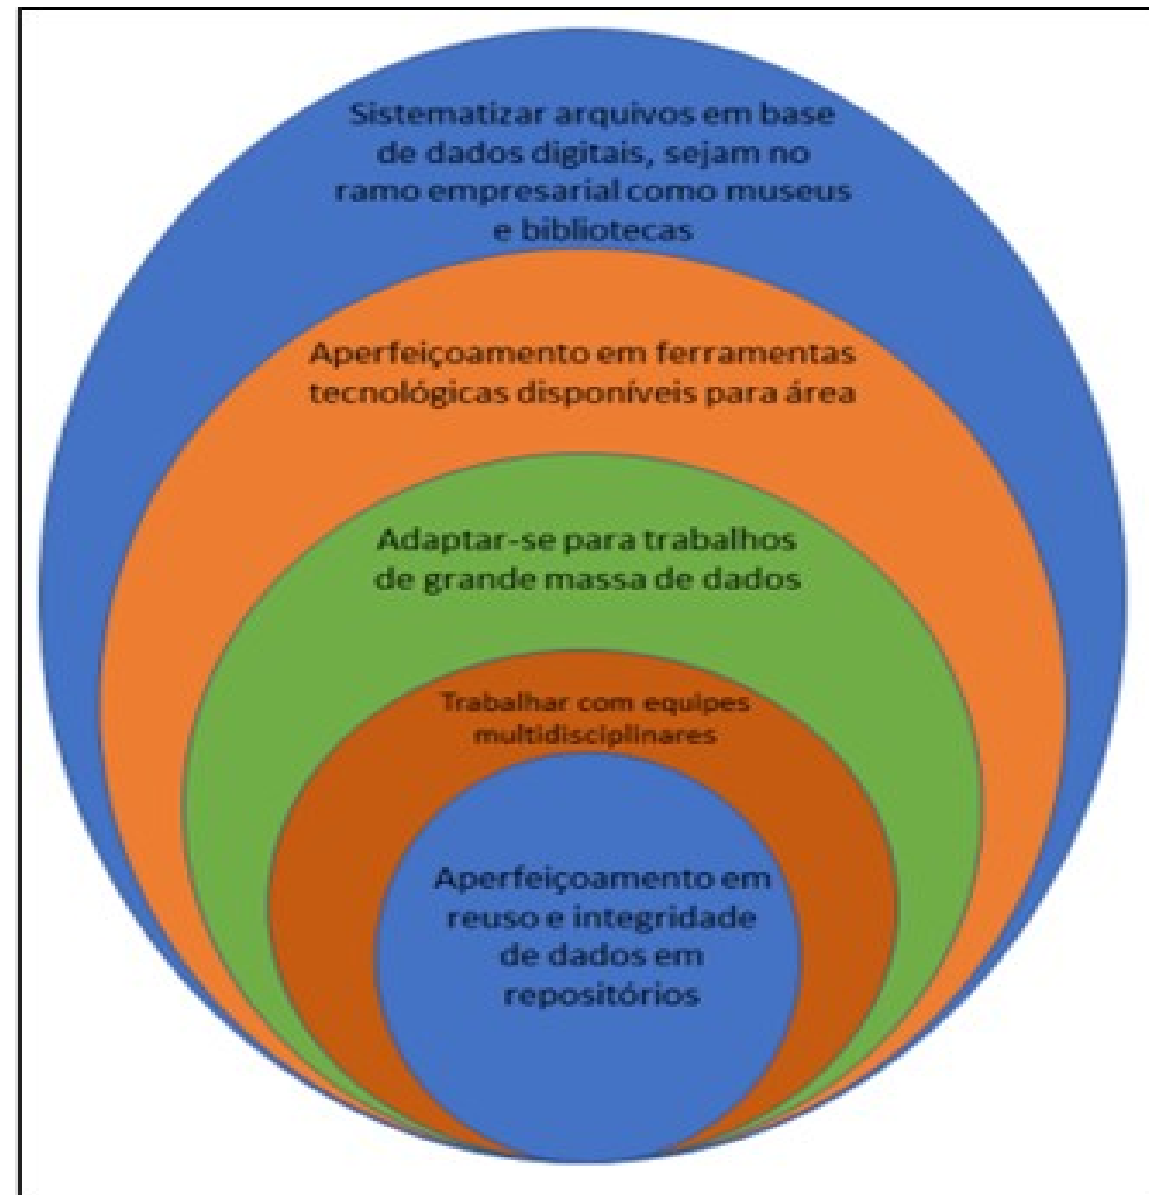 Sistematizar arquivos em base
de dados digitais, sejam no
ramo empresarial como museus
e bibliotecas
Aperfeiçoamento em ferramentas
tecnológicas disponíveis para área
Adaptar-se para trabalhos
de grande massa de dados
Trabalhar com equipes
multidisciplinares
Aperfeiçoamento em
reuso e integridade
de dados em
repositórios